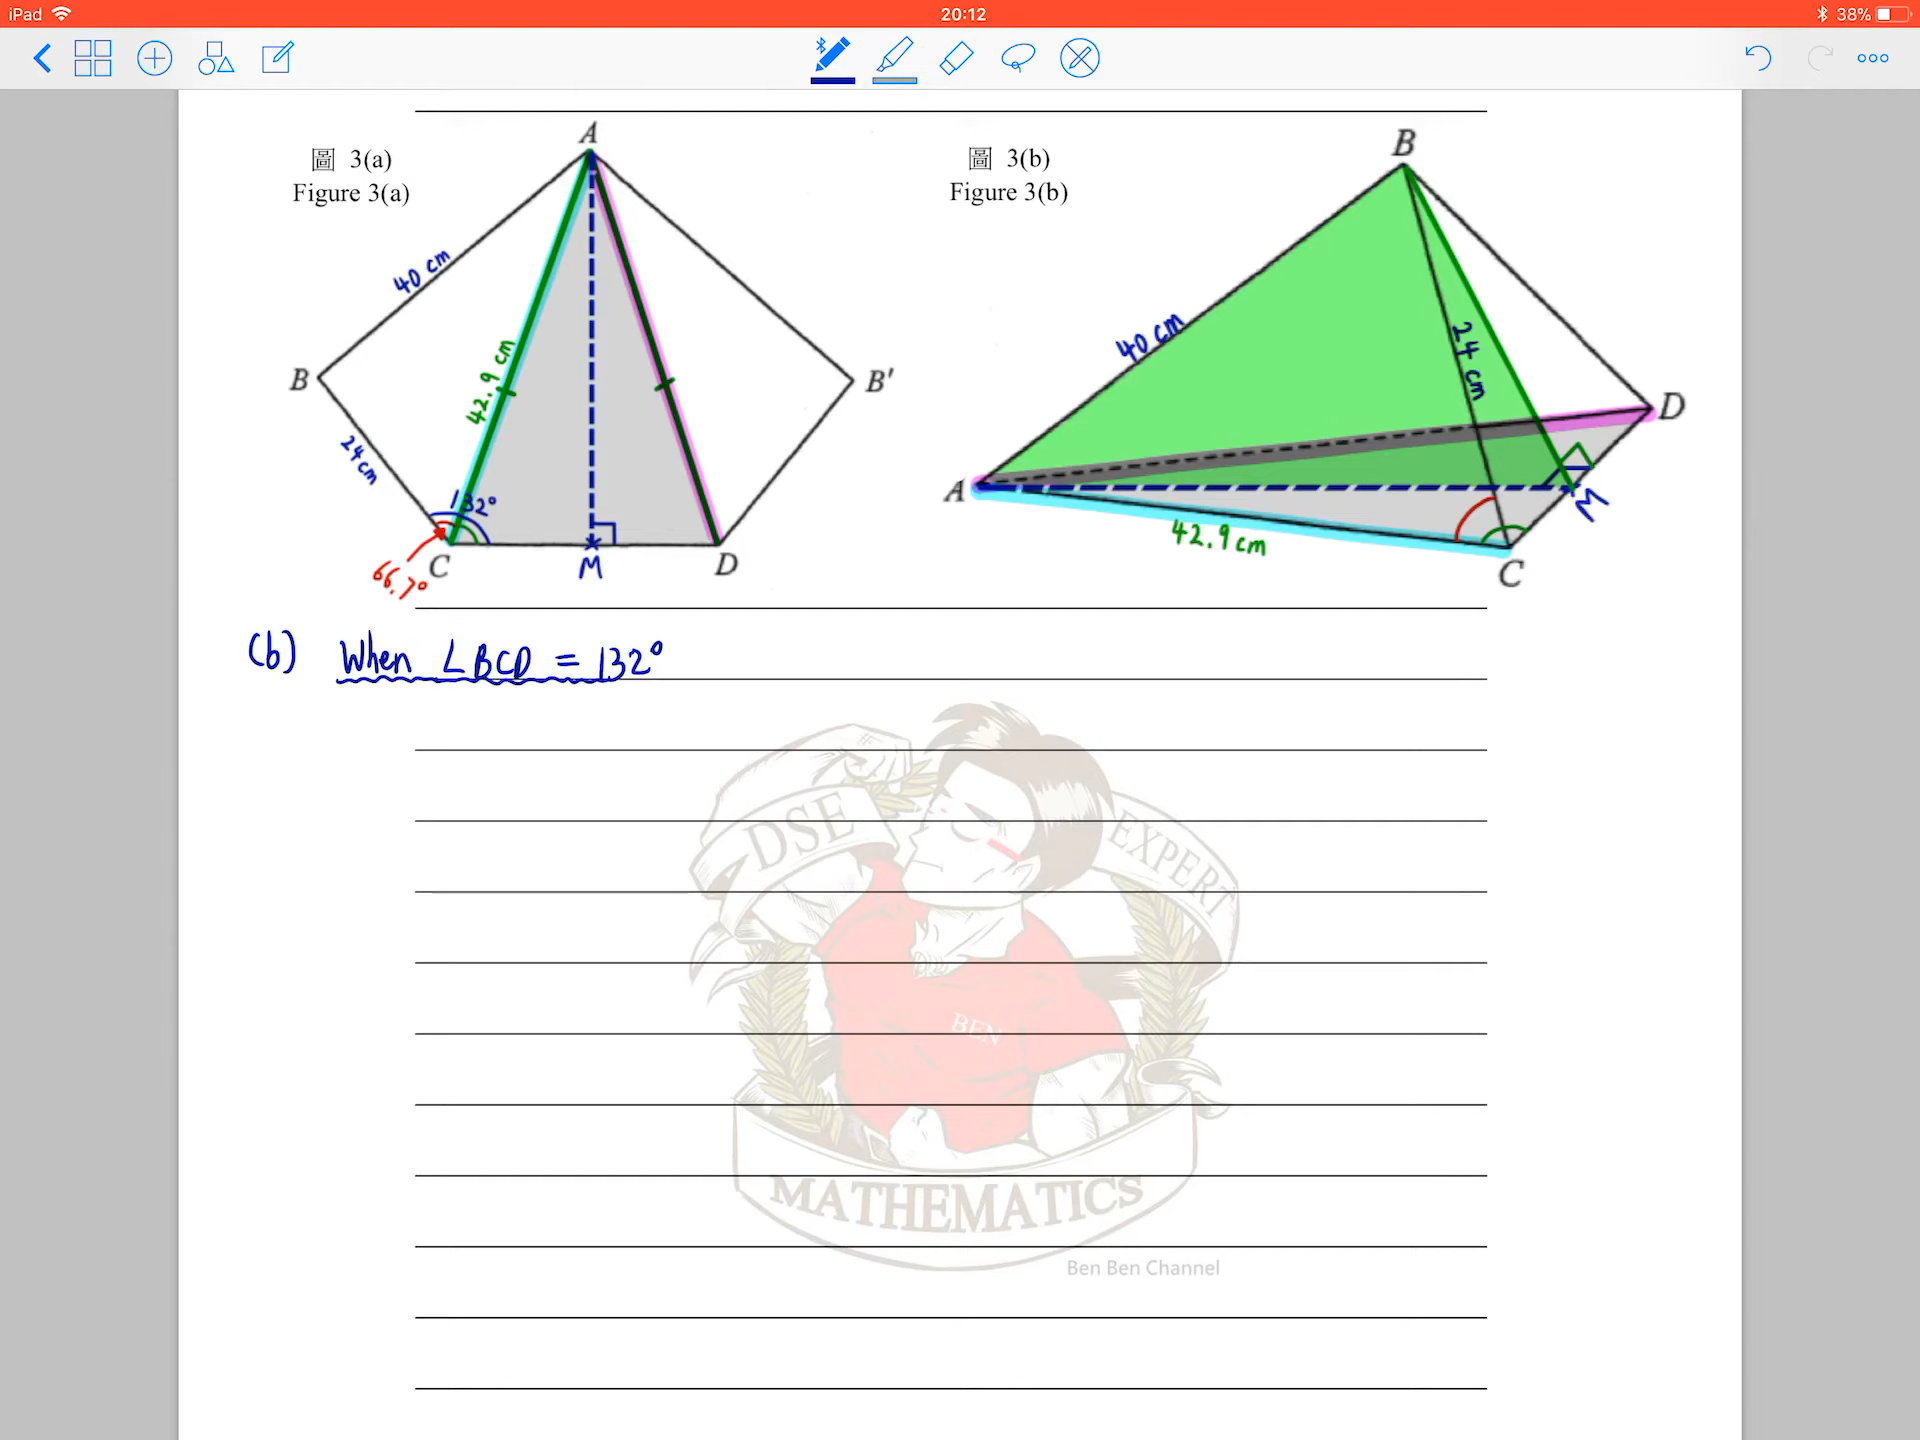 iPad 20:12 38%
圖 3(a)
Figure 3(a)
A
40 cm
B
B'
42.9 cm
24 cm
132°
66.7°
C
M
D
圖 3(b)
Figure 3(b)
B
40 cm
24 cm
D
A
M
42.9 cm
C
(b) When ∠BCD = 132°
DSE EXPERT
BEN
MATHEMATICS
Ben Ben Channel